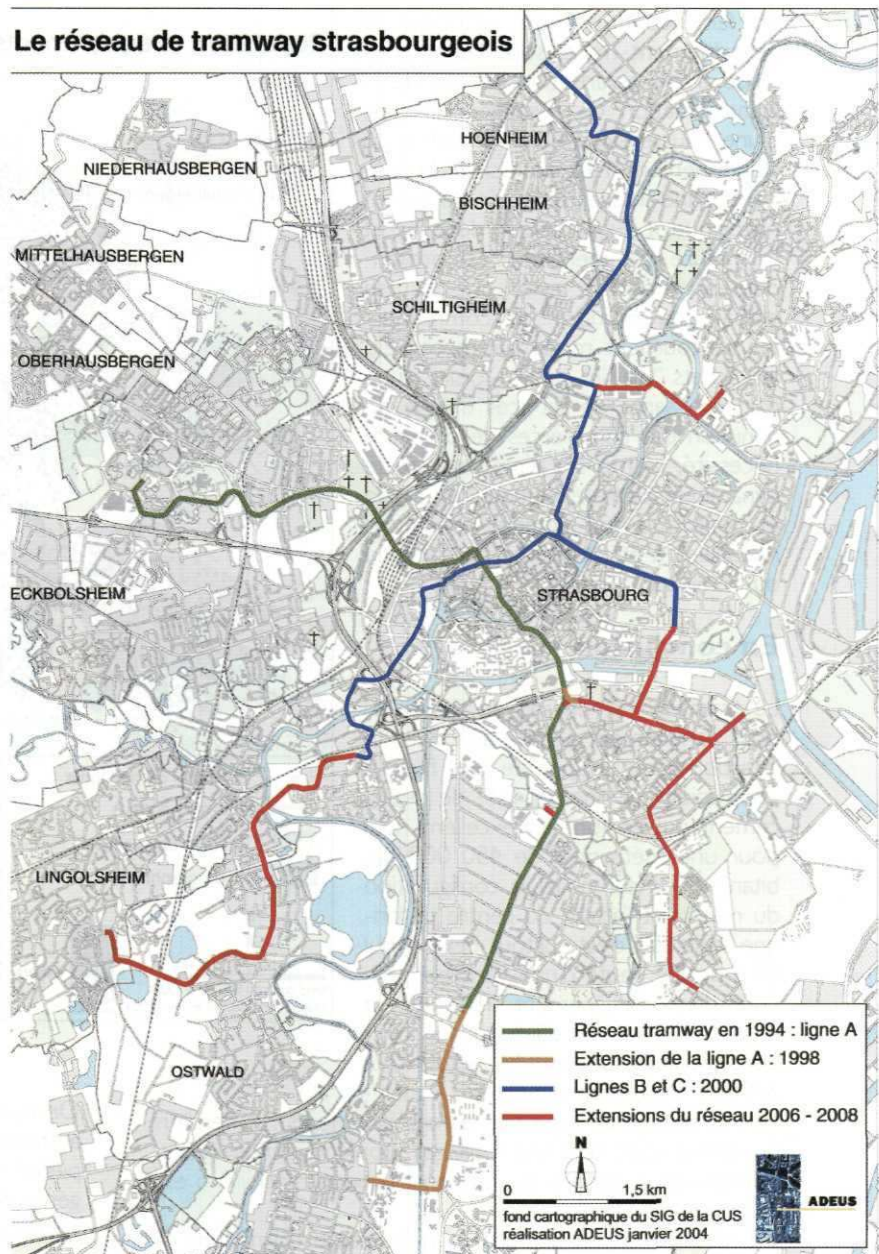 Le réseau de tramway strasbourgeois
HOENHEIM
NIEDERHAUSBERGEN
BISCHHEIM
MITTELHAUSBERGEN
SCHILTIGHEIM
OBERHAUSBERGEN
ECKBOLSHEIM
STRASBOURG
LINGOLSHEIM
OSTWALD
Réseau tramway en 1994 : ligne A
Extension de la ligne A : 1998
Lignes B et C : 2000
Extensions du réseau 2006 - 2008
N
0 1,5 km
fond cartographique du SIG de la CUS
réalisation ADEUS janvier 2004
ADEUS